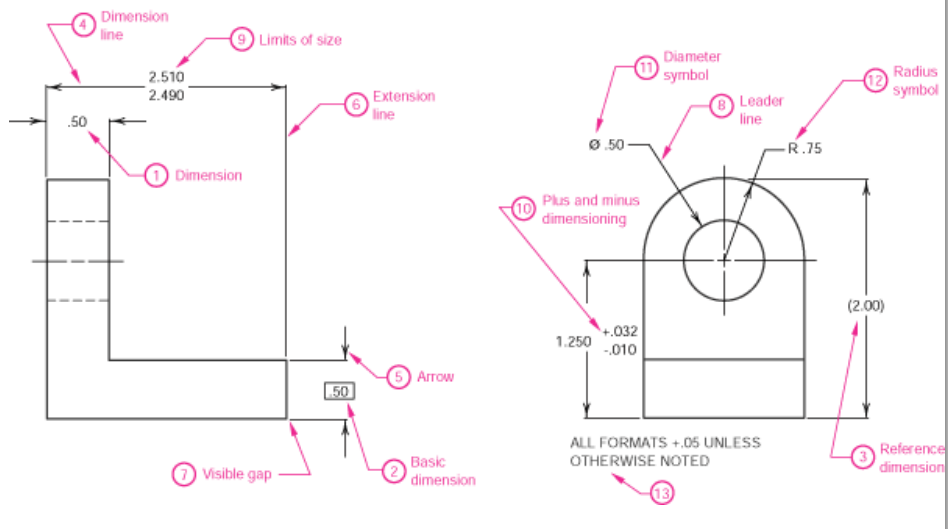 4 Dimension
line
9 Limits of size
2.510
2.490
6 Extension
line
.50
1 Dimension
5 Arrow
.50
7 Visible gap
2 Basic
dimension
11 Diameter
symbol
12 Radius
symbol
8 Leader
line
Ø .50
R .75
10 Plus and minus
dimensioning
(2.00)
1.250 +.032
-.010
ALL FORMATS +.05 UNLESS
OTHERWISE NOTED
3 Reference
dimension
13